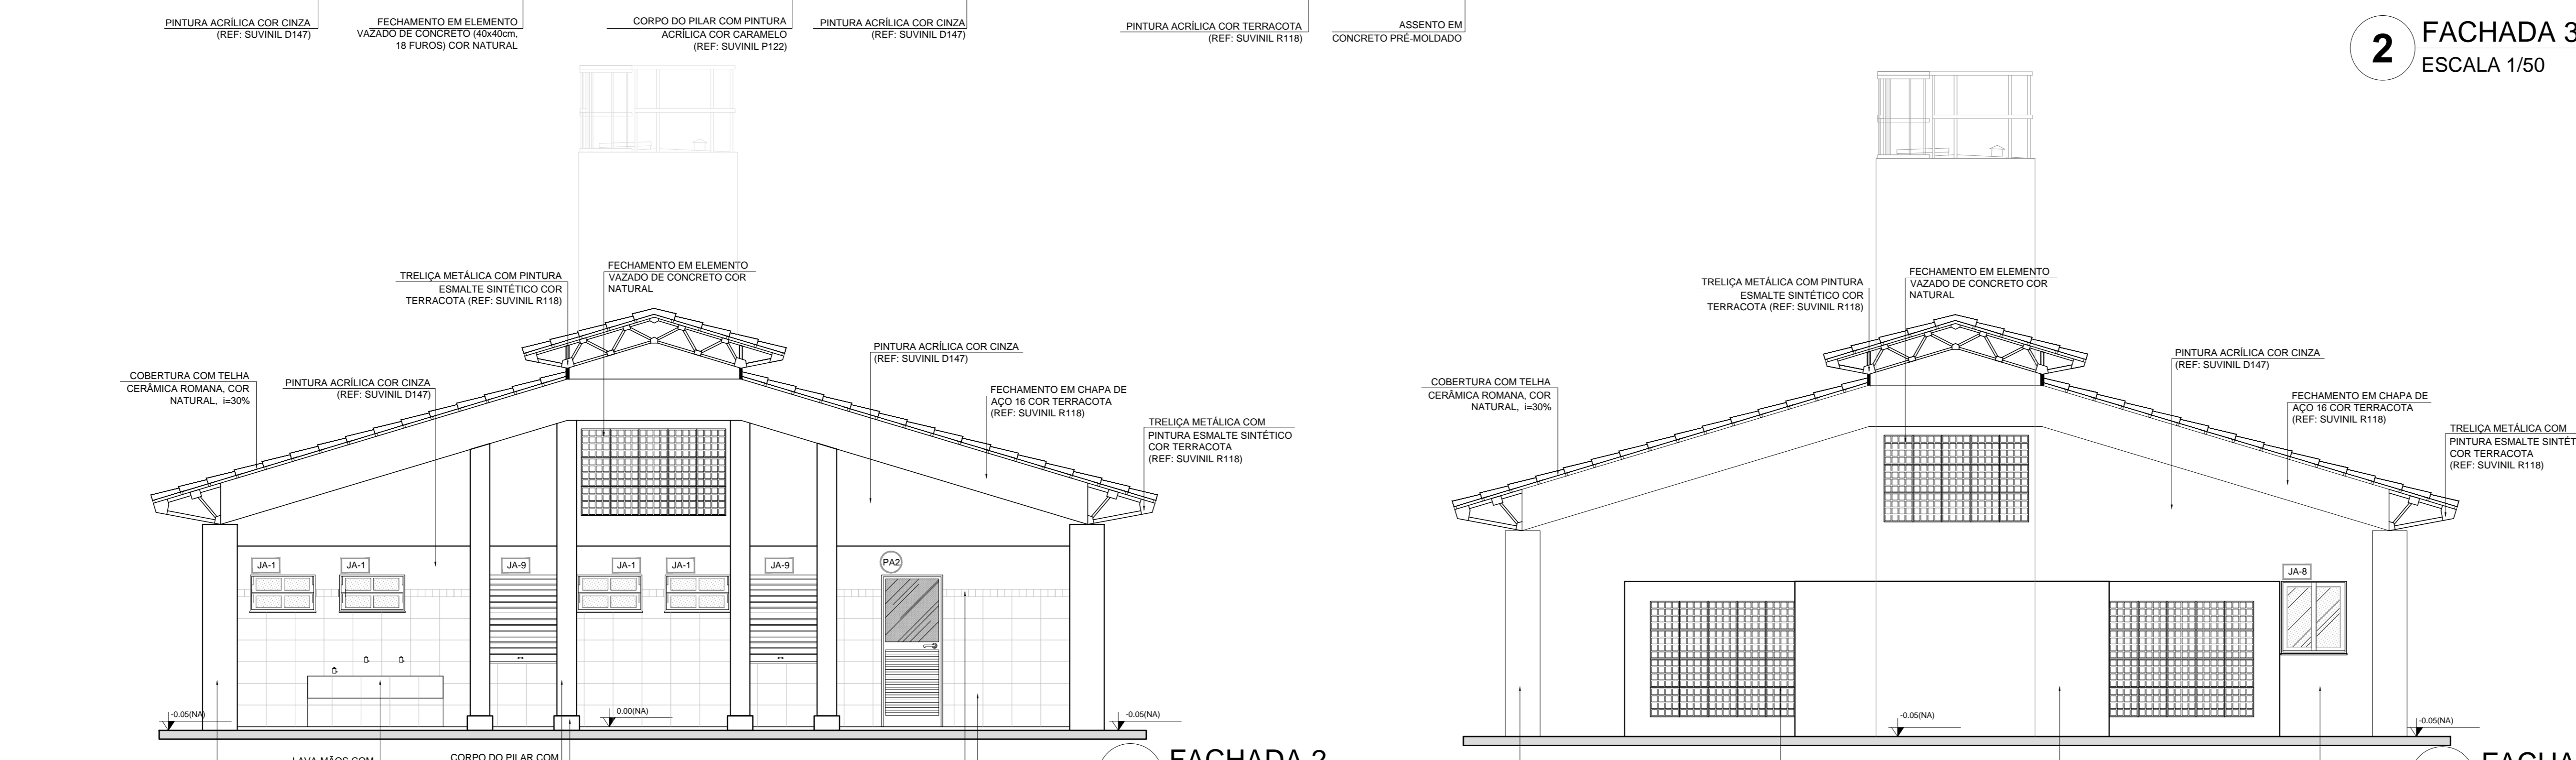 PINTURA ACRÍLICA COR CINZA
(REF: SUVINIL D147)
FECHAMENTO EM ELEMENTO
VAZADO DE CONCRETO (40x40cm,
18 FUROS) COR NATURAL
CORPO DO PILAR COM PINTURA
ACRÍLICA COR CARAMELO
(REF: SUVINIL P122)
PINTURA ACRÍLICA COR CINZA
(REF: SUVINIL D147)
PINTURA ACRÍLICA COR TERRACOTA
(REF: SUVINIL R118)
ASSENTO EM
CONCRETO PRÉ-MOLDADO
2
FACHADA 3
ESCALA 1/50
TRELIÇA METÁLICA COM PINTURA
ESMALTE SINTÉTICO COR
TERRACOTA (REF: SUVINIL R118)
FECHAMENTO EM ELEMENTO
VAZADO DE CONCRETO COR
NATURAL
COBERTURA COM TELHA
CERÂMICA ROMANA, COR
NATURAL, i=30%
PINTURA ACRÍLICA COR CINZA
(REF: SUVINIL D147)
PINTURA ACRÍLICA COR CINZA
(REF: SUVINIL D147)
FECHAMENTO EM CHAPA DE
AÇO 16 COR TERRACOTA
(REF: SUVINIL R118)
TRELIÇA METÁLICA COM
PINTURA ESMALTE SINTÉTICO
COR TERRACOTA
(REF: SUVINIL R118)
JA-1
JA-1
JA-9
JA-1
JA-1
JA-9
PA2
-0.05(NA)
0.00(NA)
-0.05(NA)
LAVA MÃOS COM
CORPO DO PILAR COM
FACHADA 2
TRELIÇA METÁLICA COM PINTURA
ESMALTE SINTÉTICO COR
TERRACOTA (REF: SUVINIL R118)
FECHAMENTO EM ELEMENTO
VAZADO DE CONCRETO COR
NATURAL
COBERTURA COM TELHA
CERÂMICA ROMANA, COR
NATURAL, i=30%
PINTURA ACRÍLICA COR CINZA
(REF: SUVINIL D147)
FECHAMENTO EM CHAPA DE
AÇO 16 COR TERRACOTA
(REF: SUVINIL R118)
TRELIÇA METÁLICA COM
PINTURA ESMALTE SINTÉT
COR TERRACOTA
(REF: SUVINIL R118)
JA-8
-0.05(NA)
-0.05(NA)
FACHA